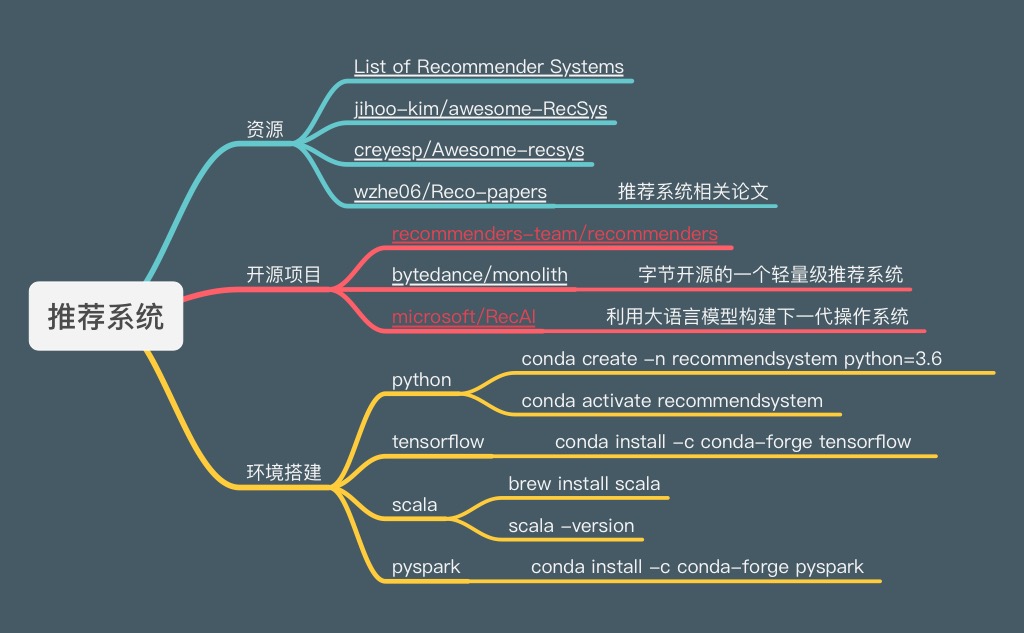 List of Recommender Systems
jihoo-kim/awesome-RecSys
资源
creyesp/Awesome-recsys
wzhe06/Reco-papers 推荐系统相关论文
recommenders-team/recommenders
开源项目
bytedance/monolith 字节开源的一个轻量级推荐系统
推荐系统
microsoft/RecAI 利用大语言模型构建下一代操作系统
conda create -n recommendsystem python=3.6
python
conda activate recommendsystem
tensorflow conda install -c conda-forge tensorflow
环境搭建
brew install scala
scala
scala -version
pyspark conda install -c conda-forge pyspark